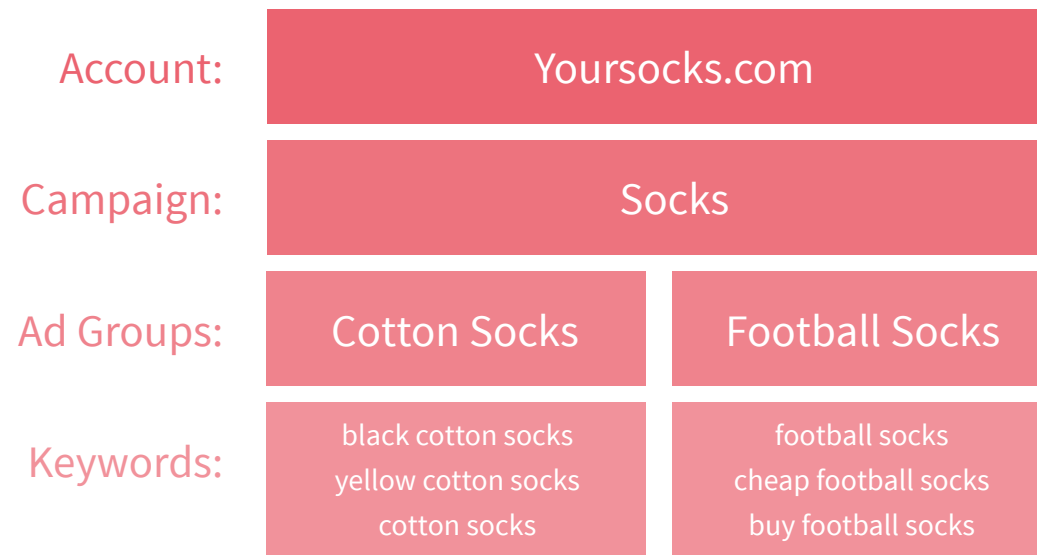 Account: Yoursocks.com
Campaign: Socks
Ad Groups: Cotton Socks Football Socks
Keywords:
black cotton socks
yellow cotton socks
cotton socks
football socks
cheap football socks
buy football socks